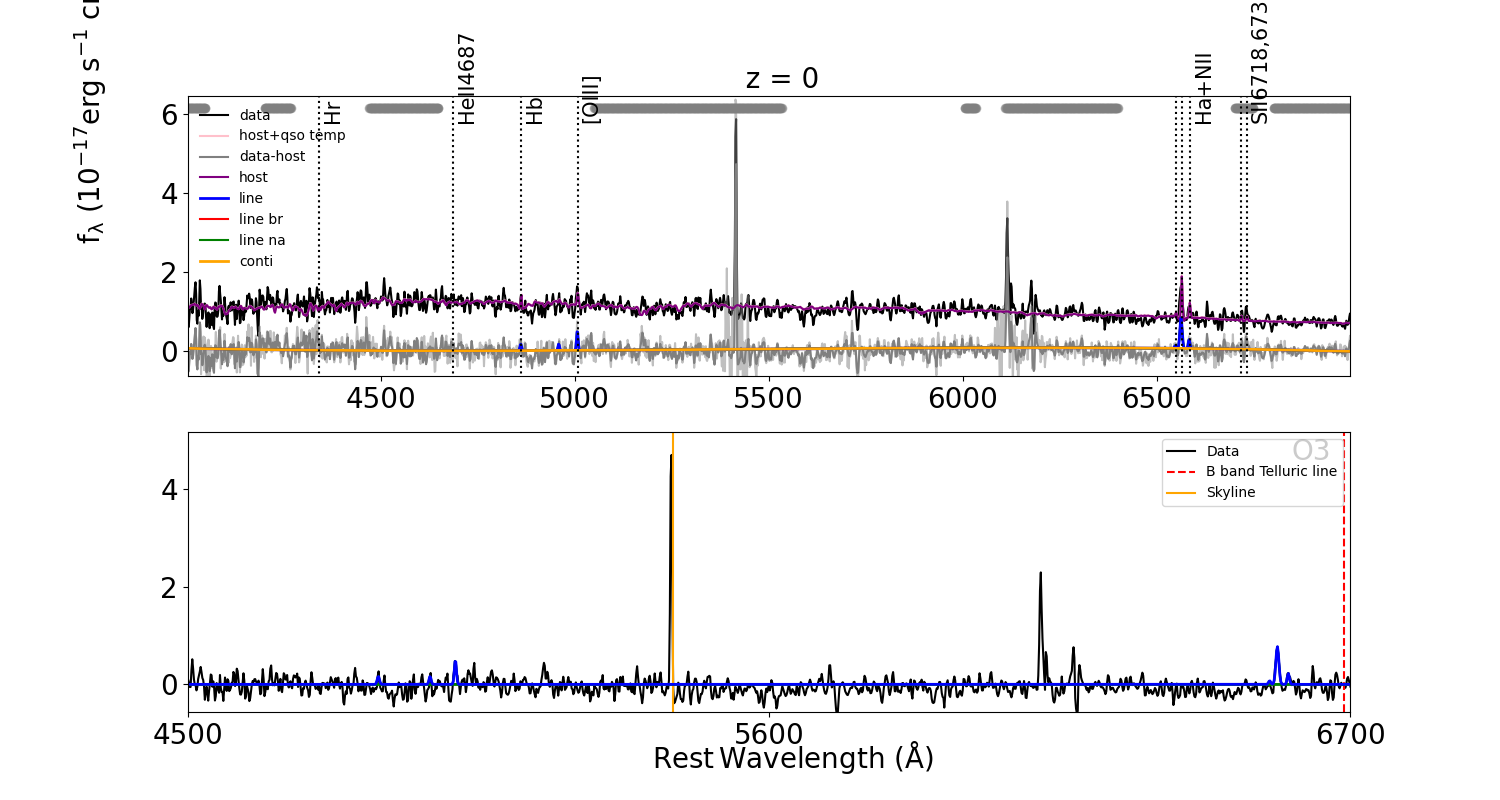 z = 0
fλ (10⁻¹⁷erg s⁻¹
Hr
HeII4687
Hb
[OIII]
Ha+NII
SII6718,673
data
host+qso temp
data-host
host
line
line br
line na
conti
6
4
2
0
4500 5000 5500 6000 6500
O3
Data
B band Telluric line
Skyline
4
2
0
4500 5600 6700
Rest Wavelength (Å)